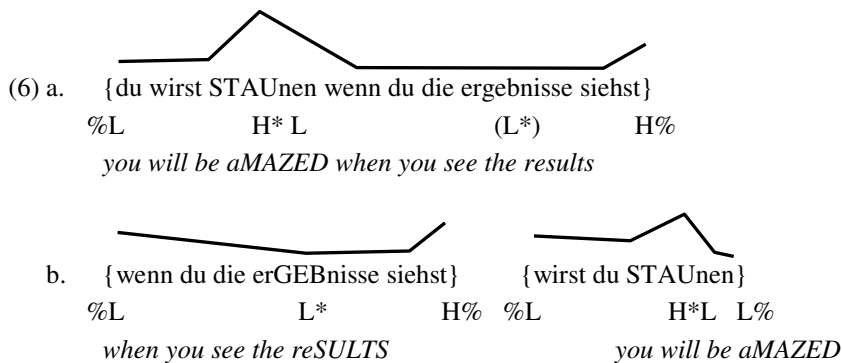 (6) a. {du wirst STAUnen wenn du die ergebnisse siehst}
%L H* L (L*) H%
you will be aMAZED when you see the results
b. {wenn du die erGEBnisse siehst} {wirst du STAUnen}
%L L* H% %L H*L L%
when you see the reSULTS you will be aMAZED